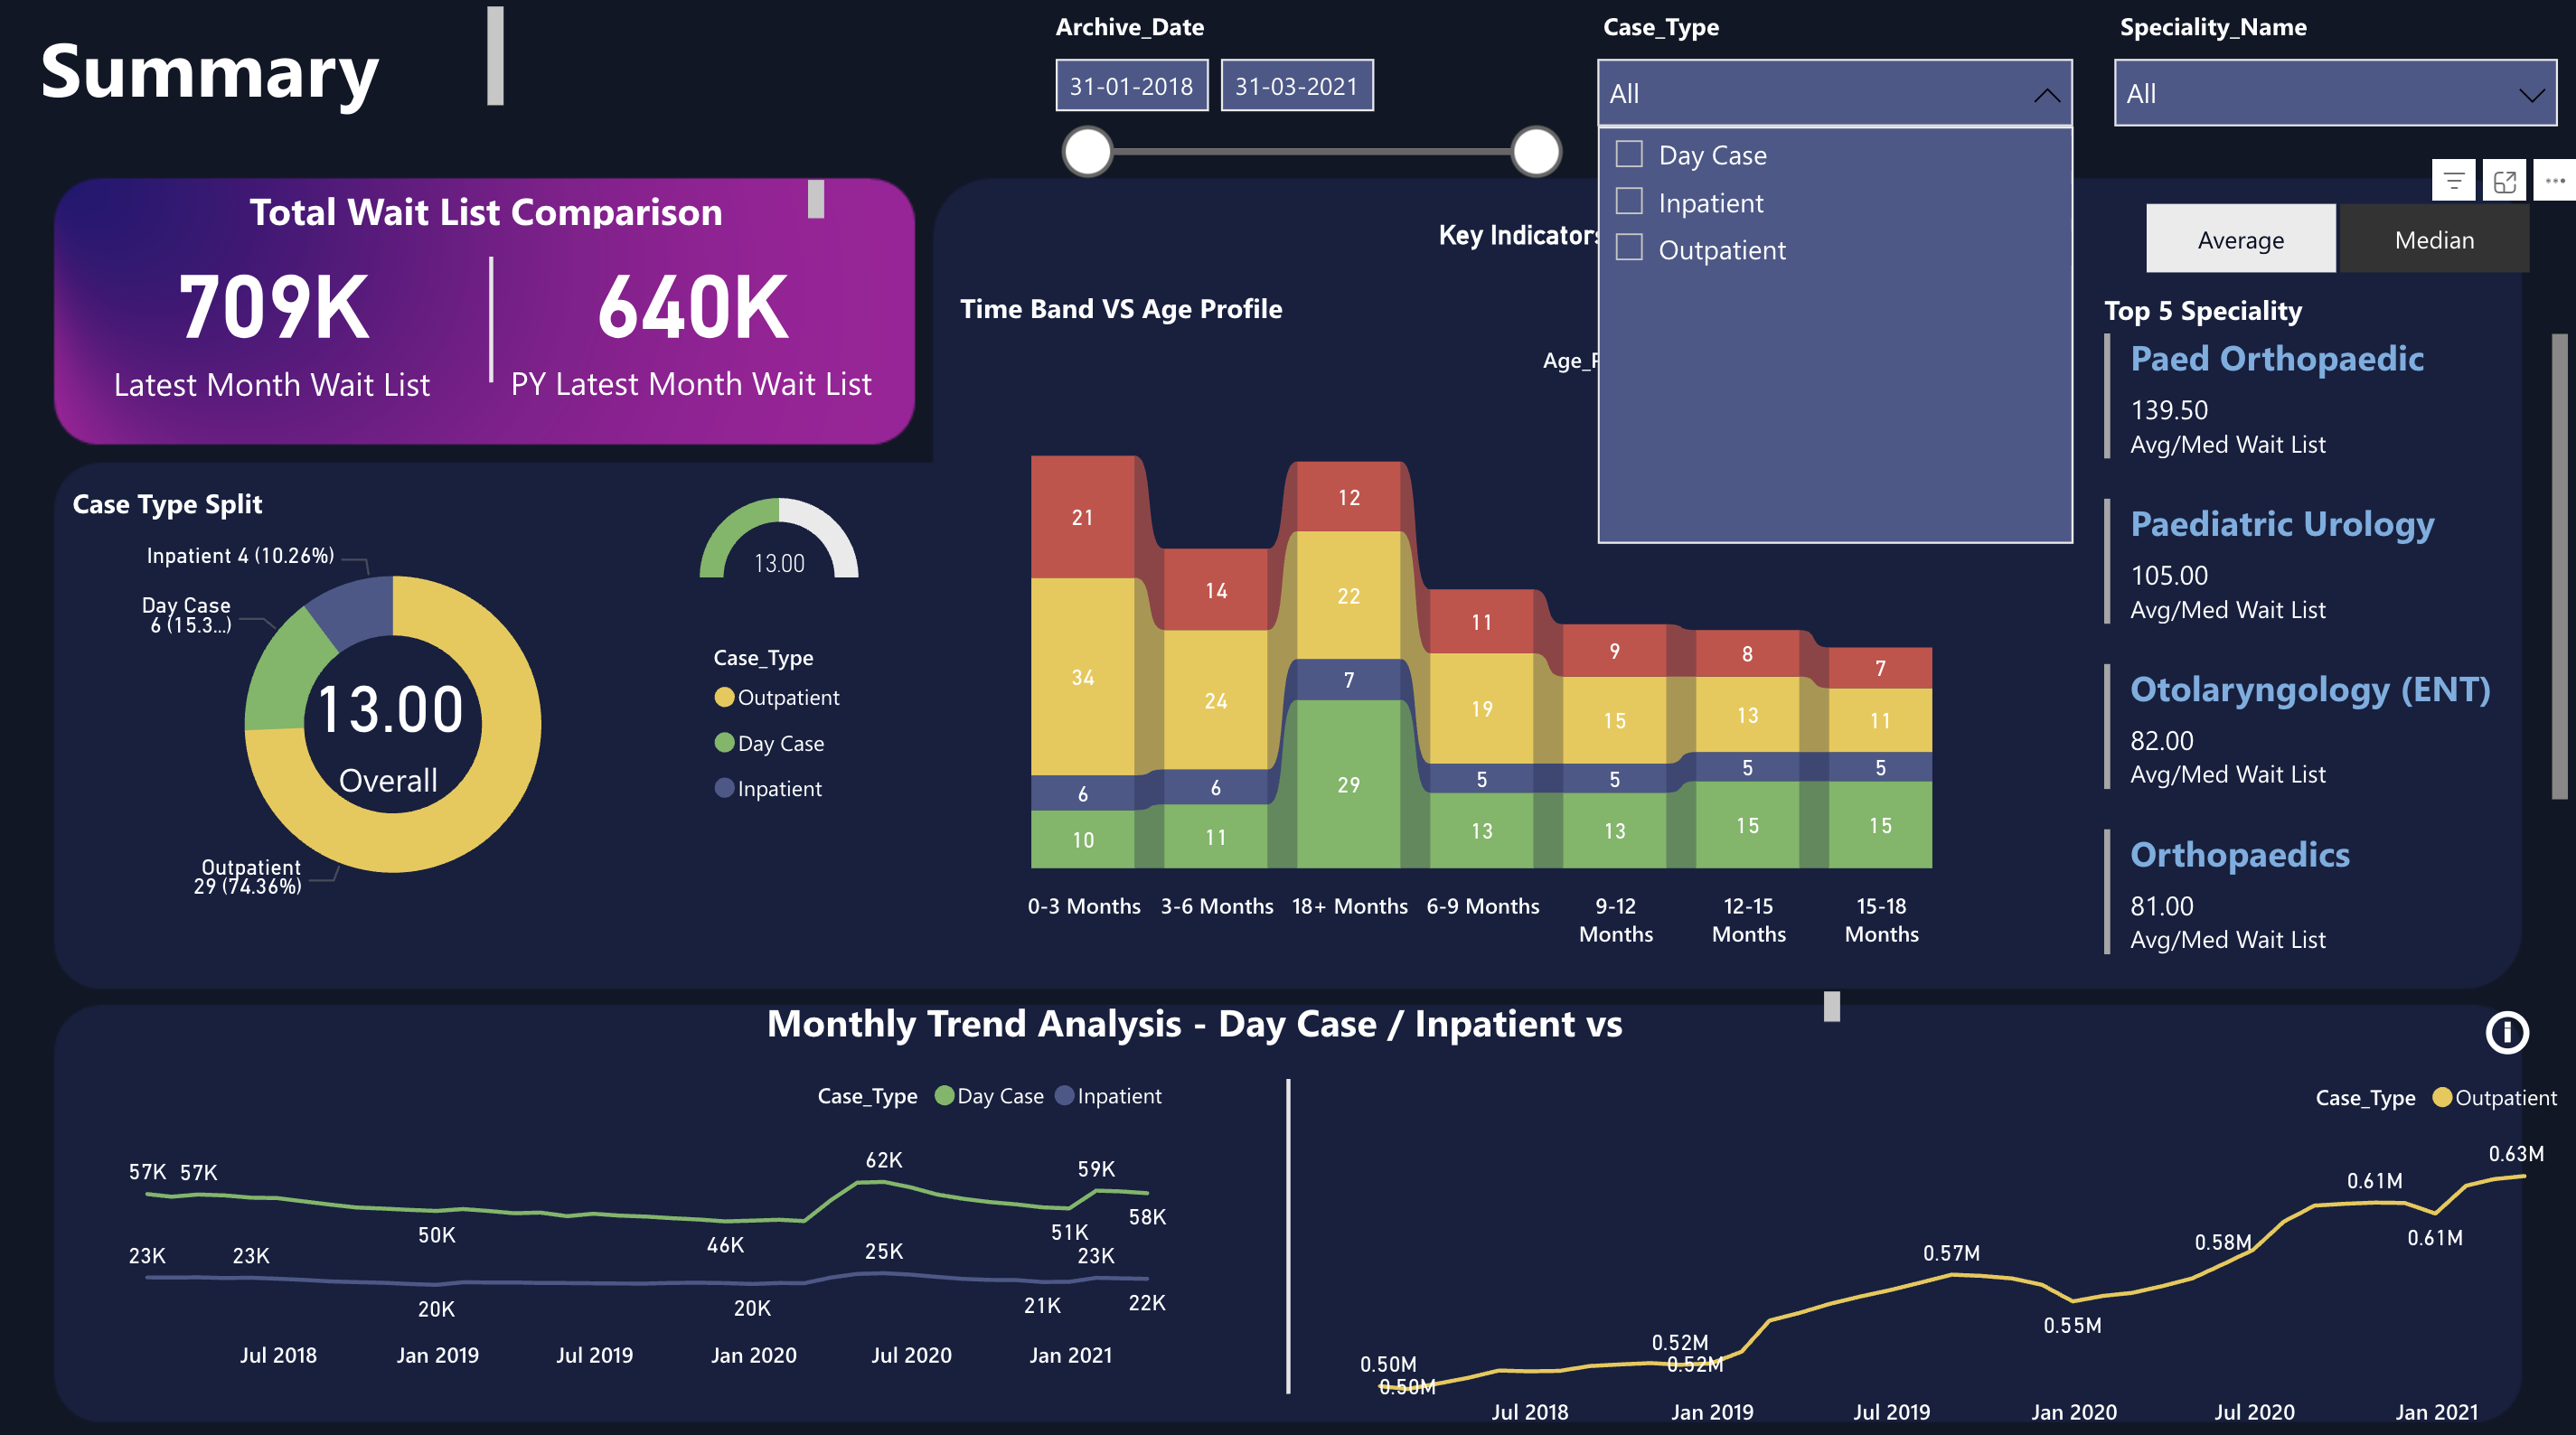 Summary
Archive_Date
31-01-2018 31-03-2021
Case_Type
All
Day Case
Inpatient
Outpatient
Speciality_Name
All
Total Wait List Comparison
709K
Latest Month Wait List
640K
PY Latest Month Wait List
Key Indicators
Average Median
Case Type Split
Inpatient 4 (10.26%)
Day Case
6 (15.3...)
Outpatient
29 (74.36%)
13.00
Overall
13.00
Case_Type
Outpatient
Day Case
Inpatient
Time Band VS Age Profile
21 34 6 10
14 24 6 11
12 22 7 29
11 19 5 13
9 15 5 13
8 13 5 15
7 11 5 15
0-3 Months 3-6 Months 18+ Months 6-9 Months 9-12 Months 12-15 Months 15-18 Months
Top 5 Speciality
Paed Orthopaedic
139.50
Avg/Med Wait List
Paediatric Urology
105.00
Avg/Med Wait List
Otolaryngology (ENT)
82.00
Avg/Med Wait List
Orthopaedics
81.00
Avg/Med Wait List
Monthly Trend Analysis - Day Case / Inpatient vs
Case_Type Day Case Inpatient
57K 57K 50K 46K 62K 51K 59K 58K
23K 23K 20K 20K 25K 21K 23K 22K
Jul 2018 Jan 2019 Jul 2019 Jan 2020 Jul 2020 Jan 2021
Case_Type Outpatient
0.50M 0.50M 0.52M 0.52M 0.57M 0.55M 0.58M 0.61M 0.61M 0.63M
Jul 2018 Jan 2019 Jul 2019 Jan 2020 Jul 2020 Jan 2021